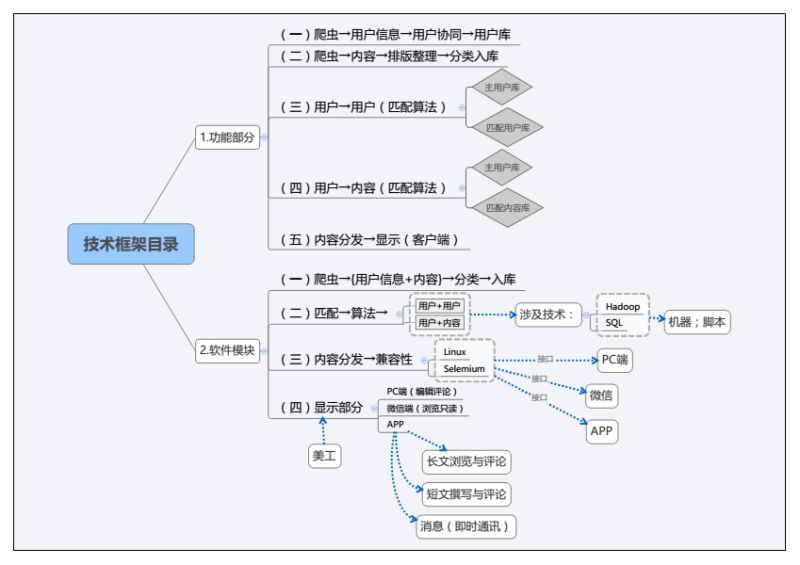 技术框架目录
1.功能部分
（一）爬虫→用户信息→用户协同→用户库
（二）爬虫→内容→排版整理→分类入库
（三）用户→用户（匹配算法）
主用户库
匹配用户库
（四）用户→内容（匹配算法）
主用户库
匹配内容库
（五）内容分发→显示（客户端）
2.软件模块
（一）爬虫→{用户信息+内容}→分类→入库
（二）匹配→算法→
用户+用户
用户+内容
涉及技术：
Hadoop
SQL
机器；脚本
（三）内容分发→兼容性
Linux
Selemium
接口
PC端
接口
微信
接口
APP
（四）显示部分
PC端（编辑评论）
微信端（浏览只读）
APP
美工
长文浏览与评论
短文撰写与评论
消息（即时通讯）